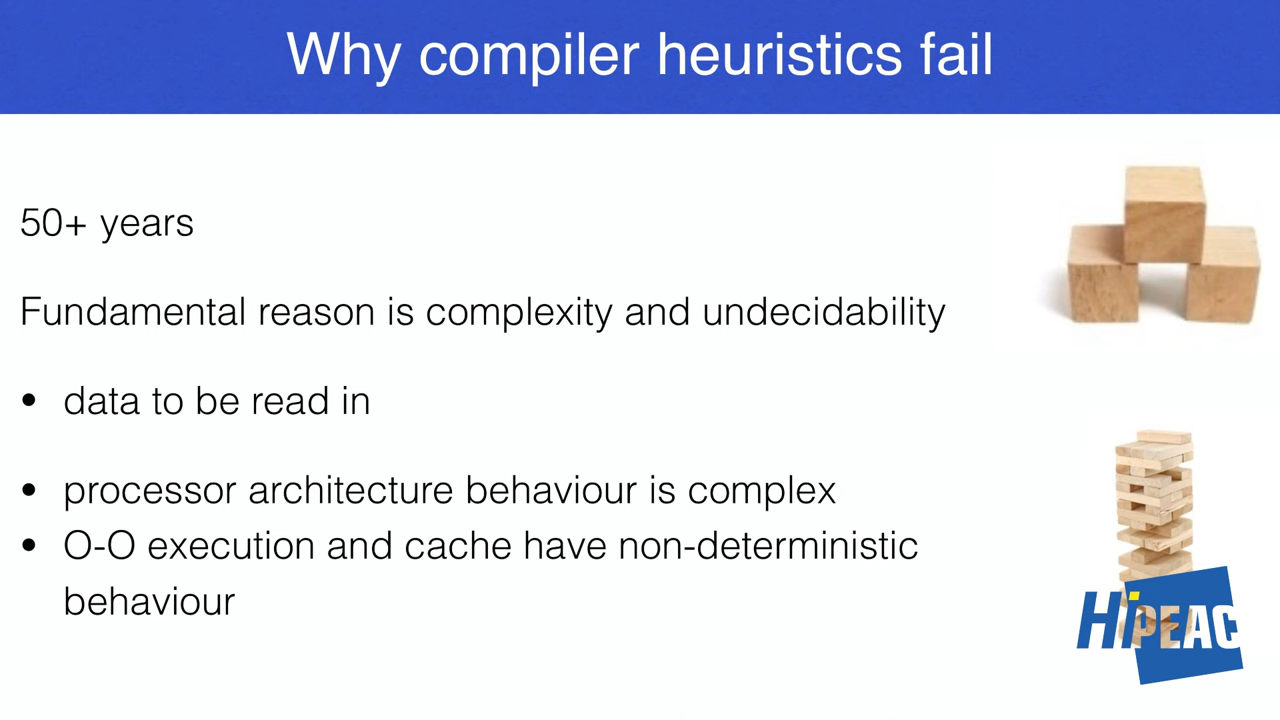 Why compiler heuristics fail
50+ years
Fundamental reason is complexity and undecidability
• data to be read in
• processor architecture behaviour is complex
• O-O execution and cache have non-deterministic
behaviour
HiPEAC